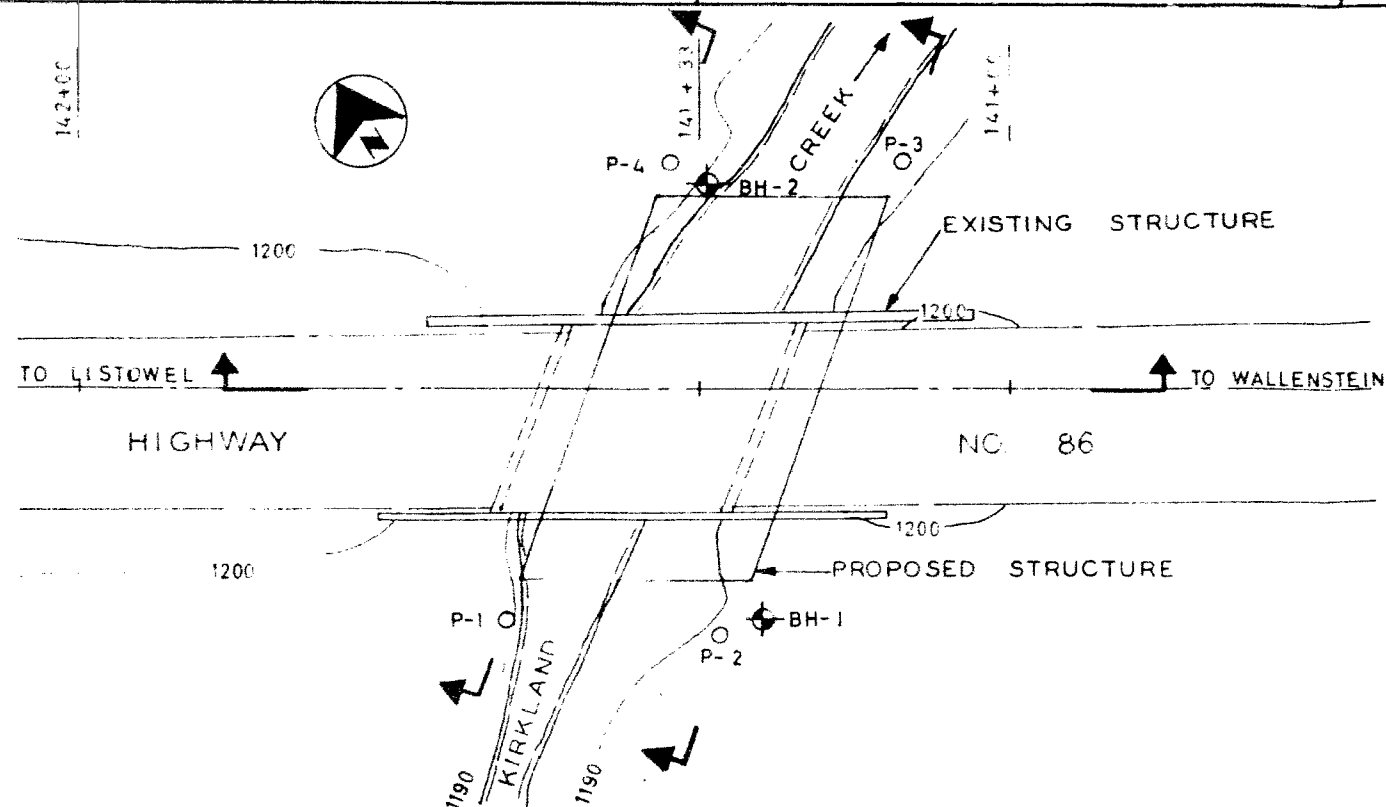 142+00
141 + 33
141+00
CREEK
P-4
P-3
BH-2
EXISTING STRUCTURE
1200
1200
TO LISTOWEL
TO WALLENSTEIN
HIGHWAY NO. 86
1200
1200
PROPOSED STRUCTURE
P-1
BH-1
P-2
KIRKLAND
1190
1190